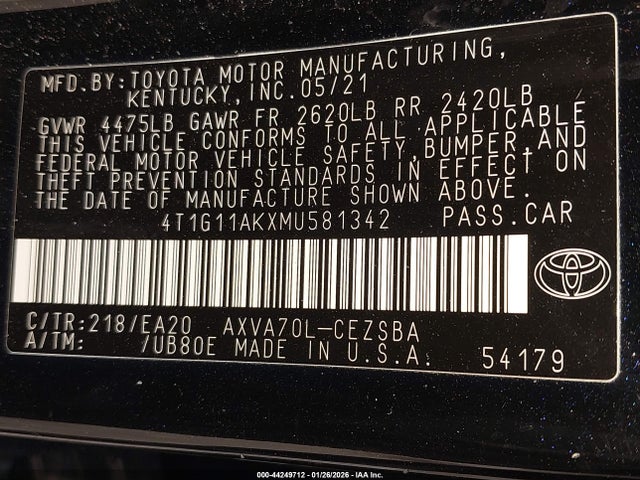 MFD.BY:TOYOTA MOTOR MANUFACTURING,
KENTUCKY,INC.05/21
GVWR 4475LB GAWR FR 2620LB RR 2420LB
THIS VEHICLE CONFORMS TO ALL APPLICABLE
FEDERAL MOTOR VEHICLE SAFETY,BUMPER,AND
THEFT PREVENTION STANDARDS IN EFFECT ON
THE DATE OF MANUFACTURE SHOWN ABOVE.
4T1G11AKXMU581342 PASS.CAR
C/TR:218/EA20 AXVA70L-CEZSBA
A/TM: /UB80E MADE IN U.S.A. 54179
000-44249712 - 01/26/2026 - IAA Inc.